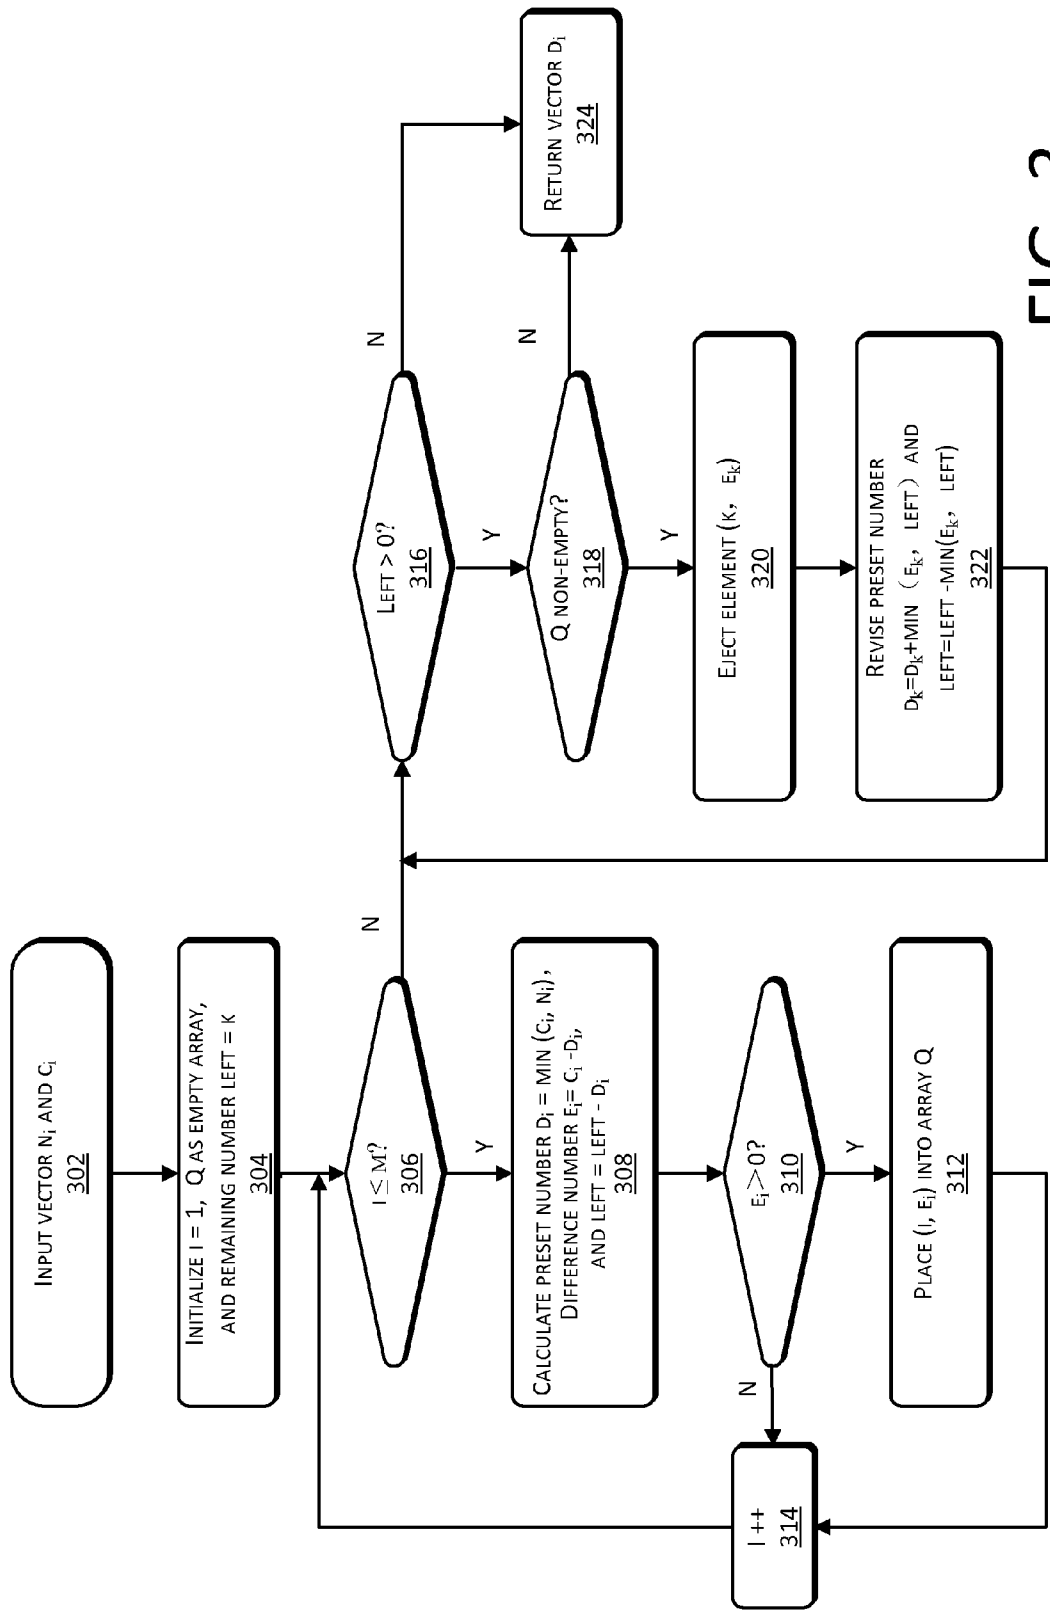 INPUT VECTOR Ni AND Ci
302
INITIALIZE I = 1, Q AS EMPTY ARRAY,
AND REMAINING NUMBER LEFT = K
304
I ≤ M?
306
N
Y
CALCULATE PRESET NUMBER Di = MIN (Ci, Ni),
DIFFERENCE NUMBER Ei= Ci -Di,
AND LEFT = LEFT - Di
308
Ei >0?
310
N
Y
PLACE (I, Ei) INTO ARRAY Q
312
I ++
314
LEFT > 0?
316
N
Y
Q NON-EMPTY?
318
N
Y
EJECT ELEMENT (K, Ek)
320
REVISE PRESET NUMBER
Dk=Dk+MIN (Ek, LEFT) AND
LEFT=LEFT -MIN(Ek, LEFT)
322
RETURN VECTOR Di
324
FIG.